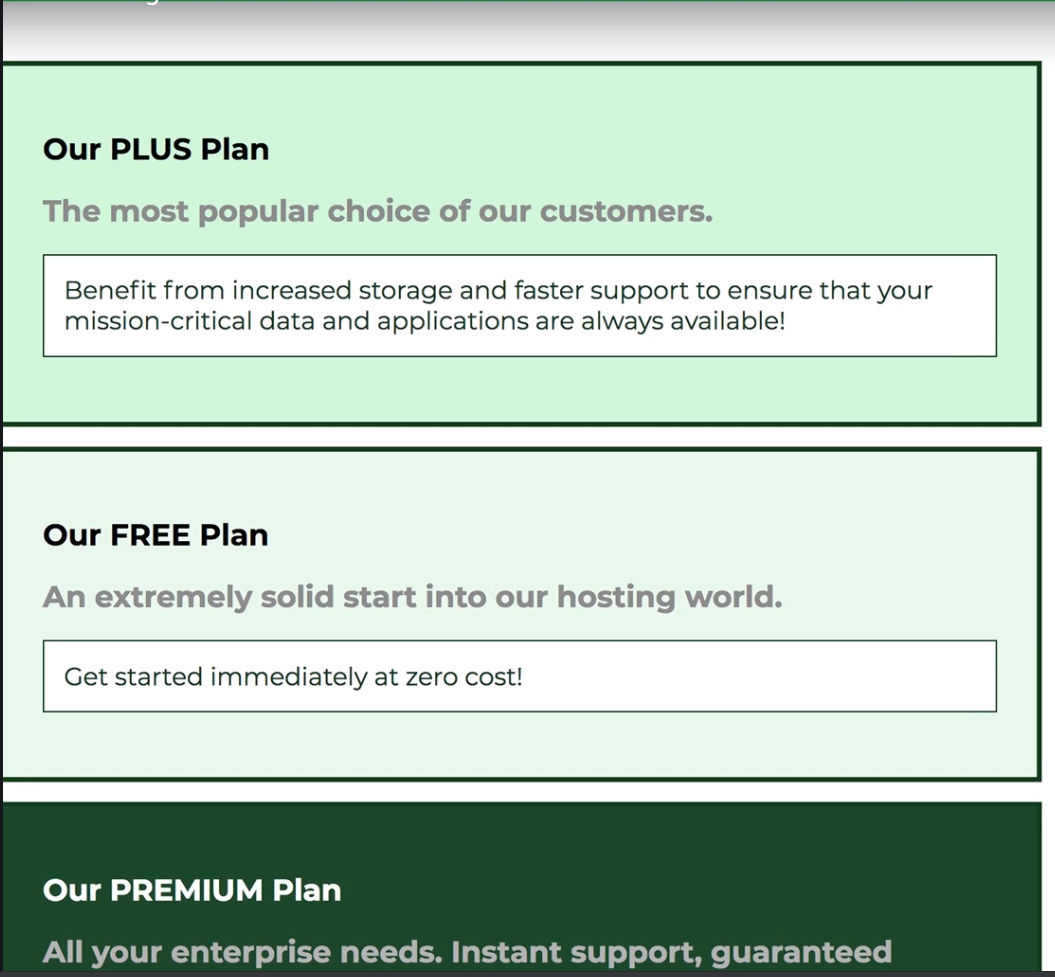 Our PLUS Plan
The most popular choice of our customers.
Benefit from increased storage and faster support to ensure that your
mission-critical data and applications are always available!
Our FREE Plan
An extremely solid start into our hosting world.
Get started immediately at zero cost!
Our PREMIUM Plan
All your enterprise needs. Instant support, guaranteed